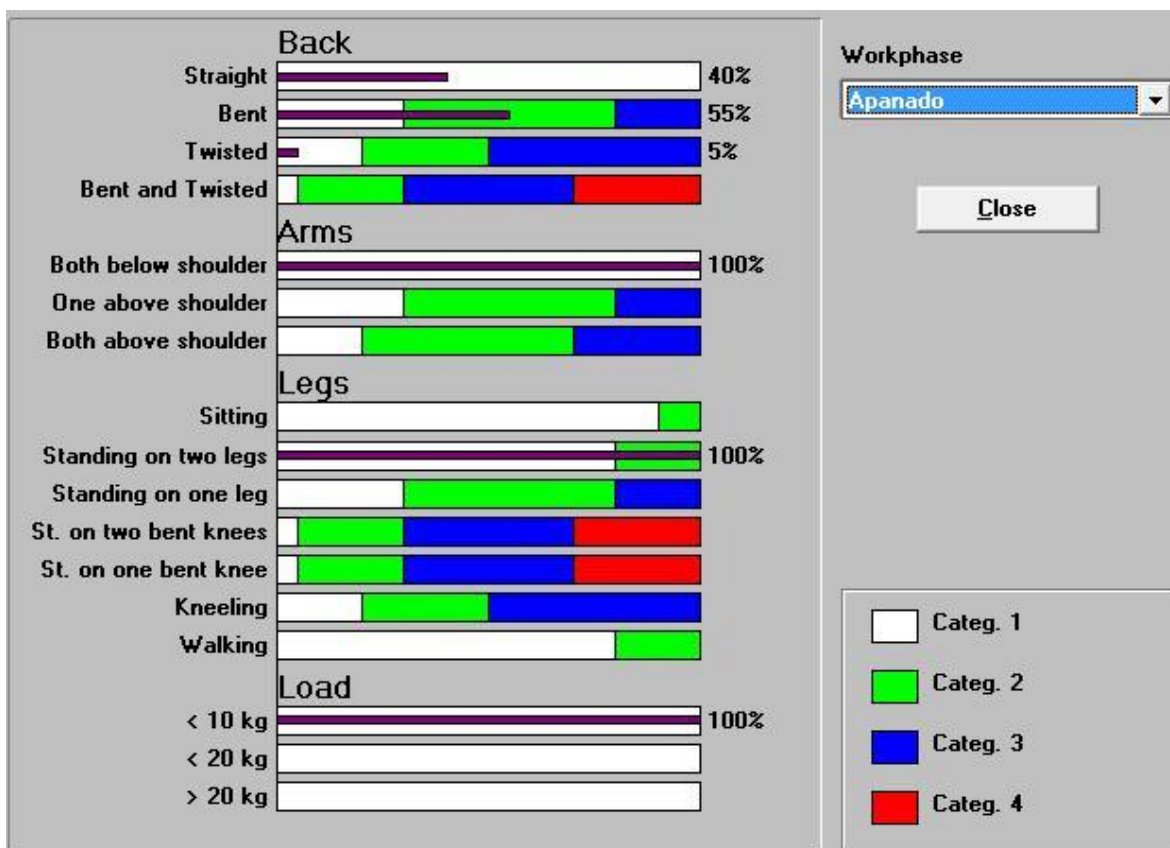 Back
Straight 40%
Bent 55%
Twisted 5%
Bent and Twisted
Arms
Both below shoulder 100%
One above shoulder
Both above shoulder
Legs
Sitting
Standing on two legs 100%
Standing on one leg
St. on two bent knees
St. on one bent knee
Kneeling
Walking
Load
< 10 kg 100%
< 20 kg
> 20 kg
Workphase
Apanado
Close
Categ. 1
Categ. 2
Categ. 3
Categ. 4